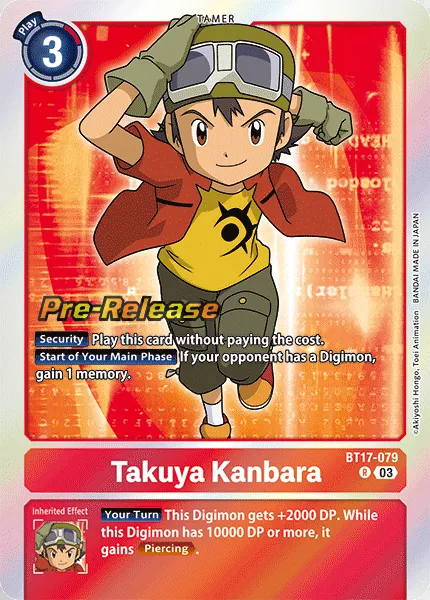 Play
TAMER
3
©Akiyoshi Hongo, Toei Animation BANDAI MADE IN JAPAN
Pre-Release
Security Play this card without paying the cost.
Start of Your Main Phase If your opponent has a Digimon,
gain 1 memory.
BT17-079
Takuya Kanbara
R 03
Inherited Effect
Your Turn This Digimon gets +2000 DP. While
this Digimon has 10000 DP or more, it
gains Piercing .